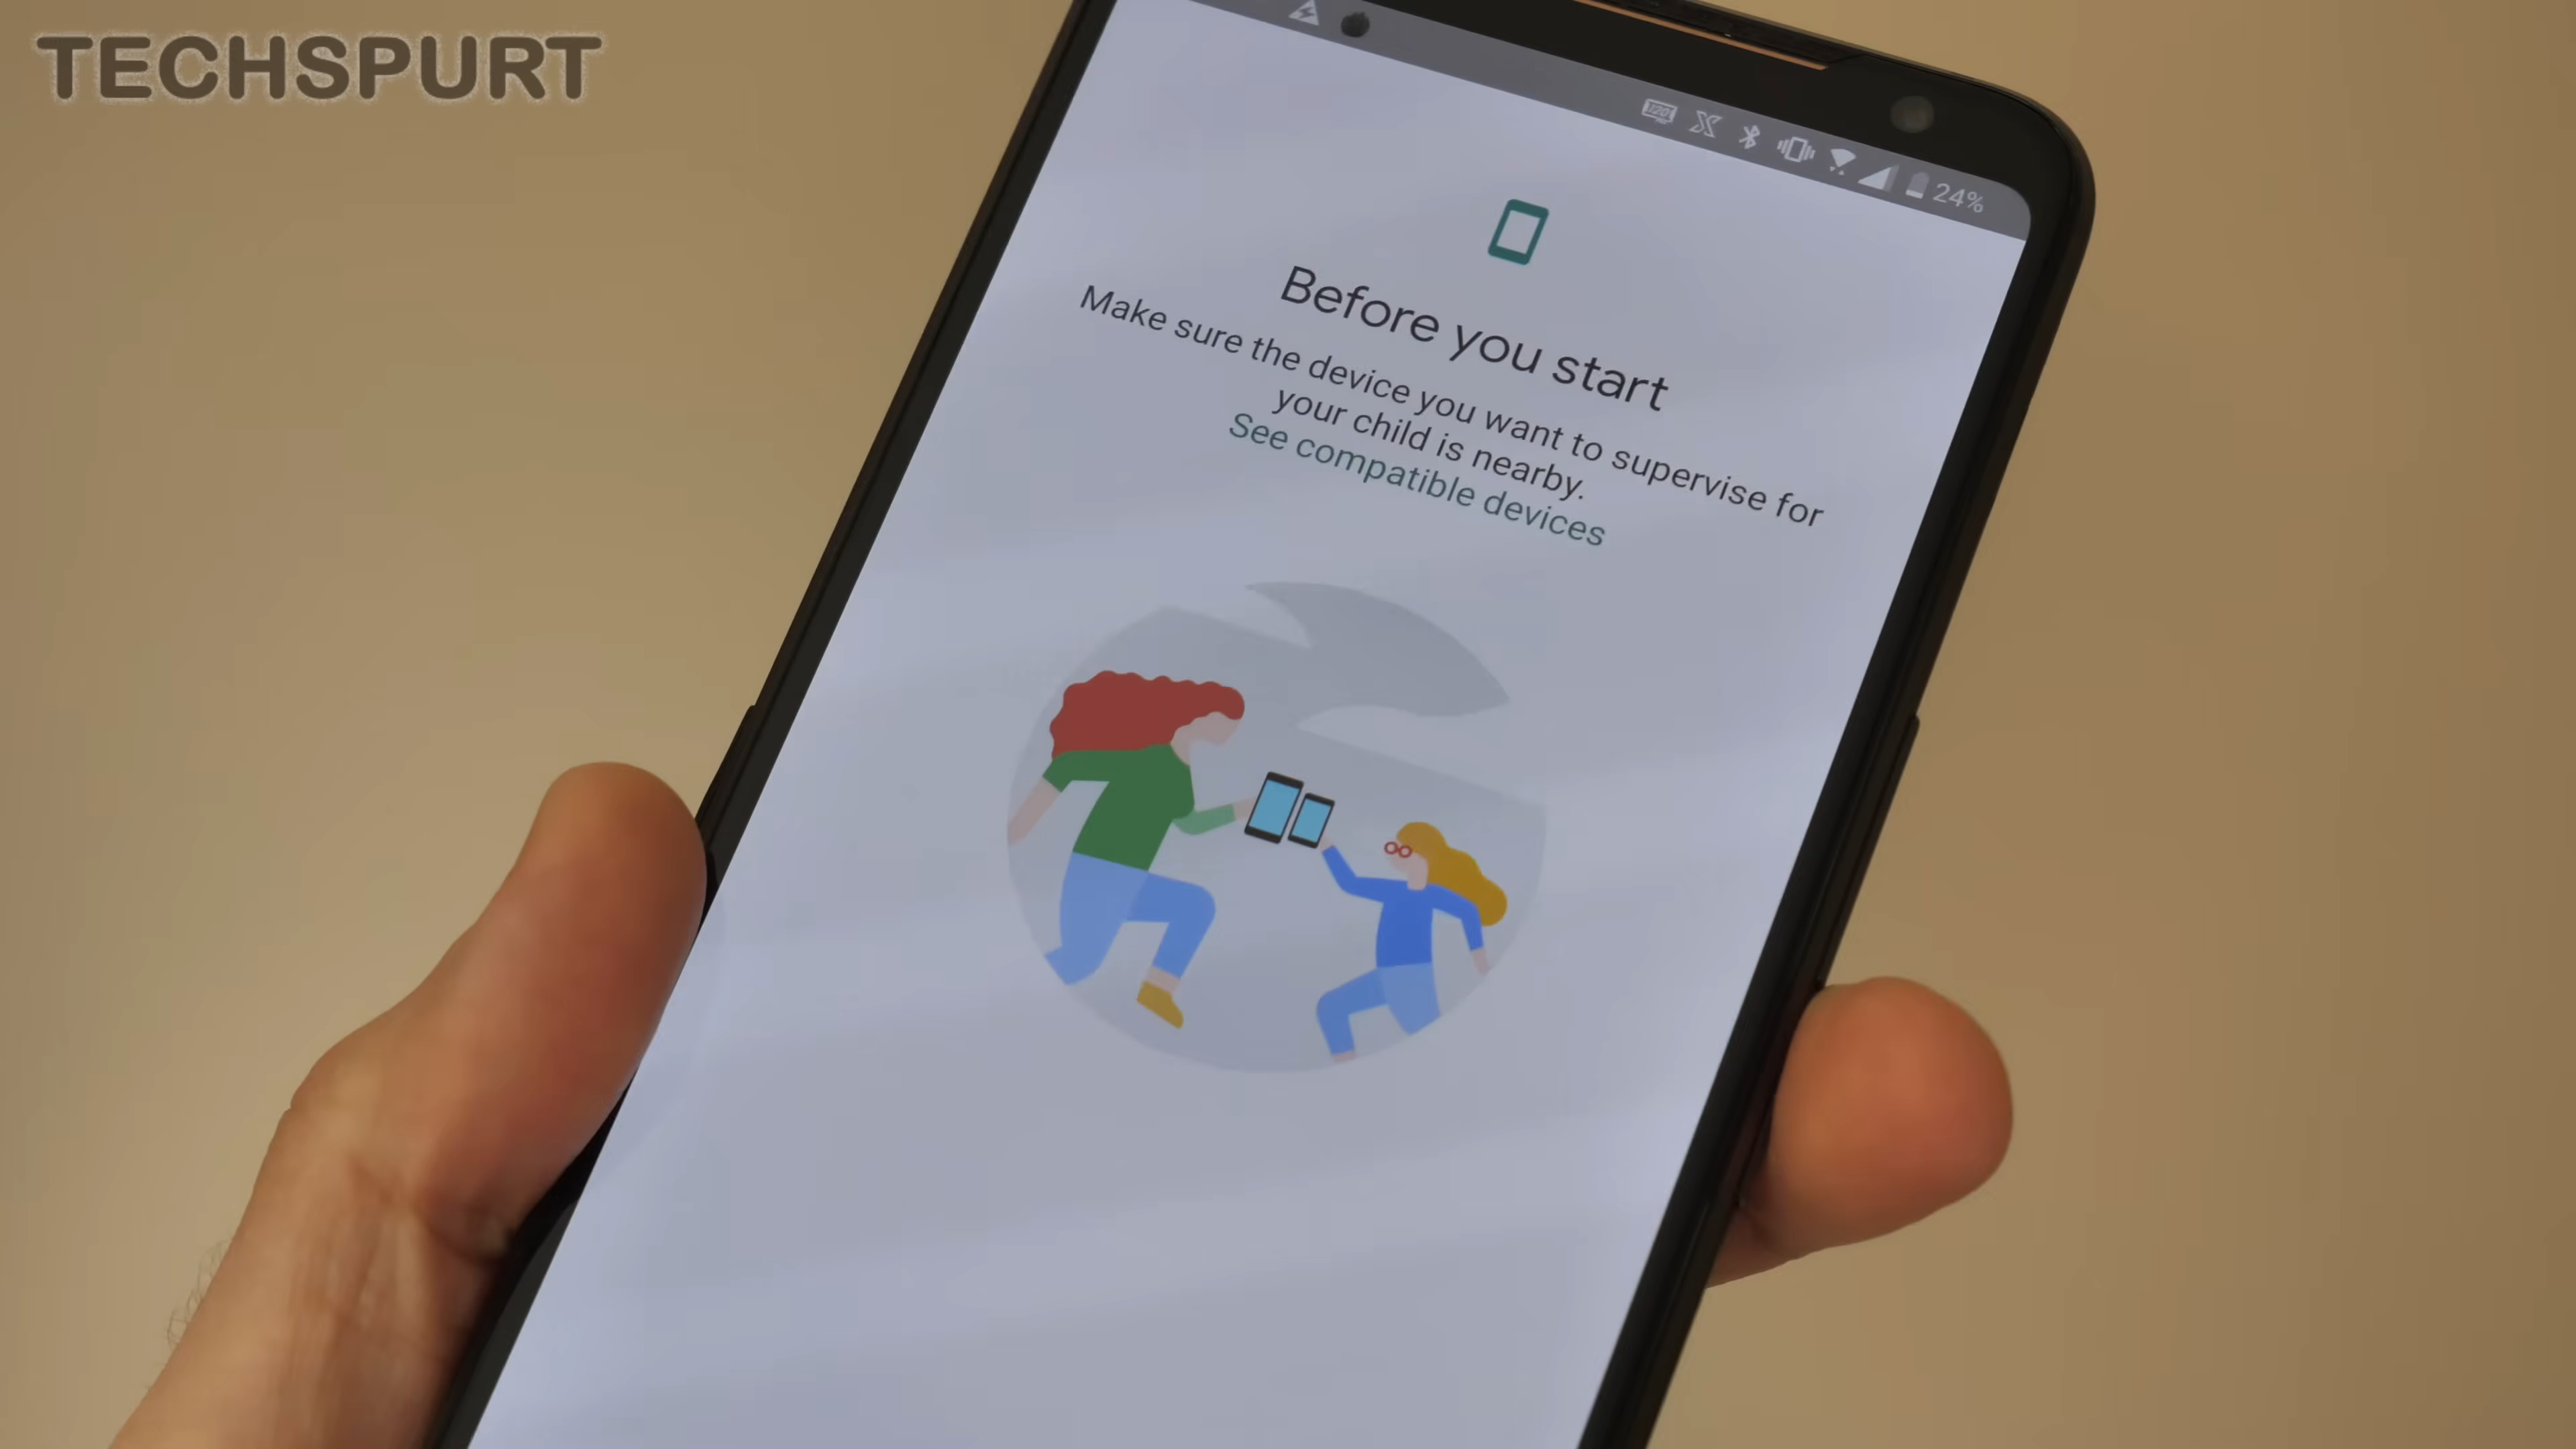 TECHSPURT
120
24%
Before you start
Make sure the device you want to supervise for
your child is nearby.
See compatible devices